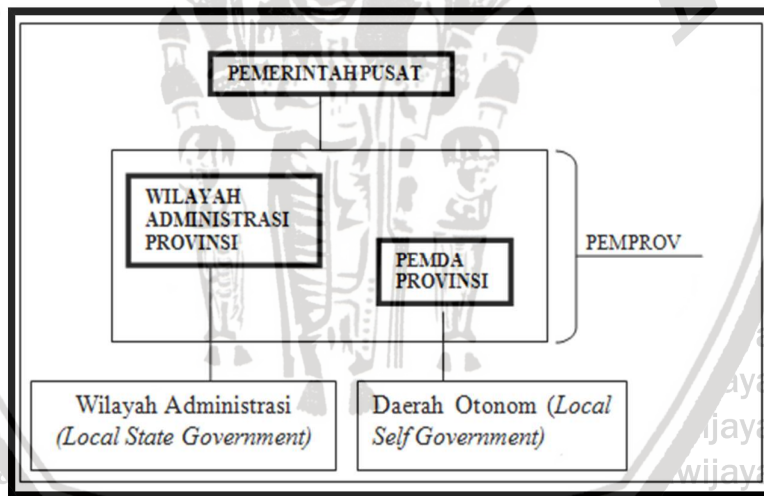 PEMERINTAH PUSAT
WILAYAH
ADMINISTRASI
PROVINSI
PEMDA
PROVINSI
PEMPROV
Wilayah Administrasi
(Local State Government)
Daerah Otonom (Local
Self Government)